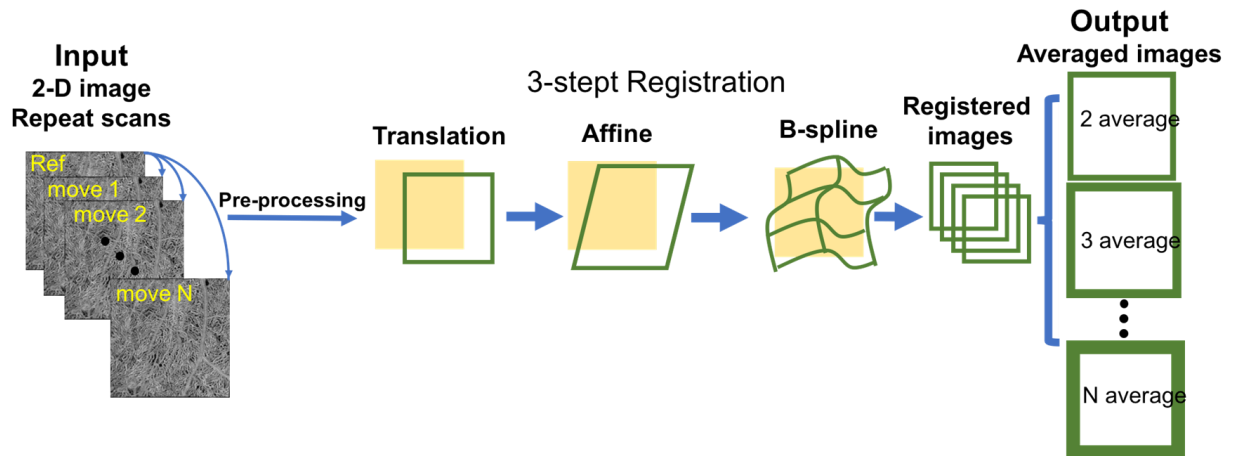 Input
2-D image
Repeat scans
Ref
move 1
move 2
move N
Pre-processing
3-stept Registration
Translation
Affine
B-spline
Registered
images
Output
Averaged images
2 average
3 average
N average